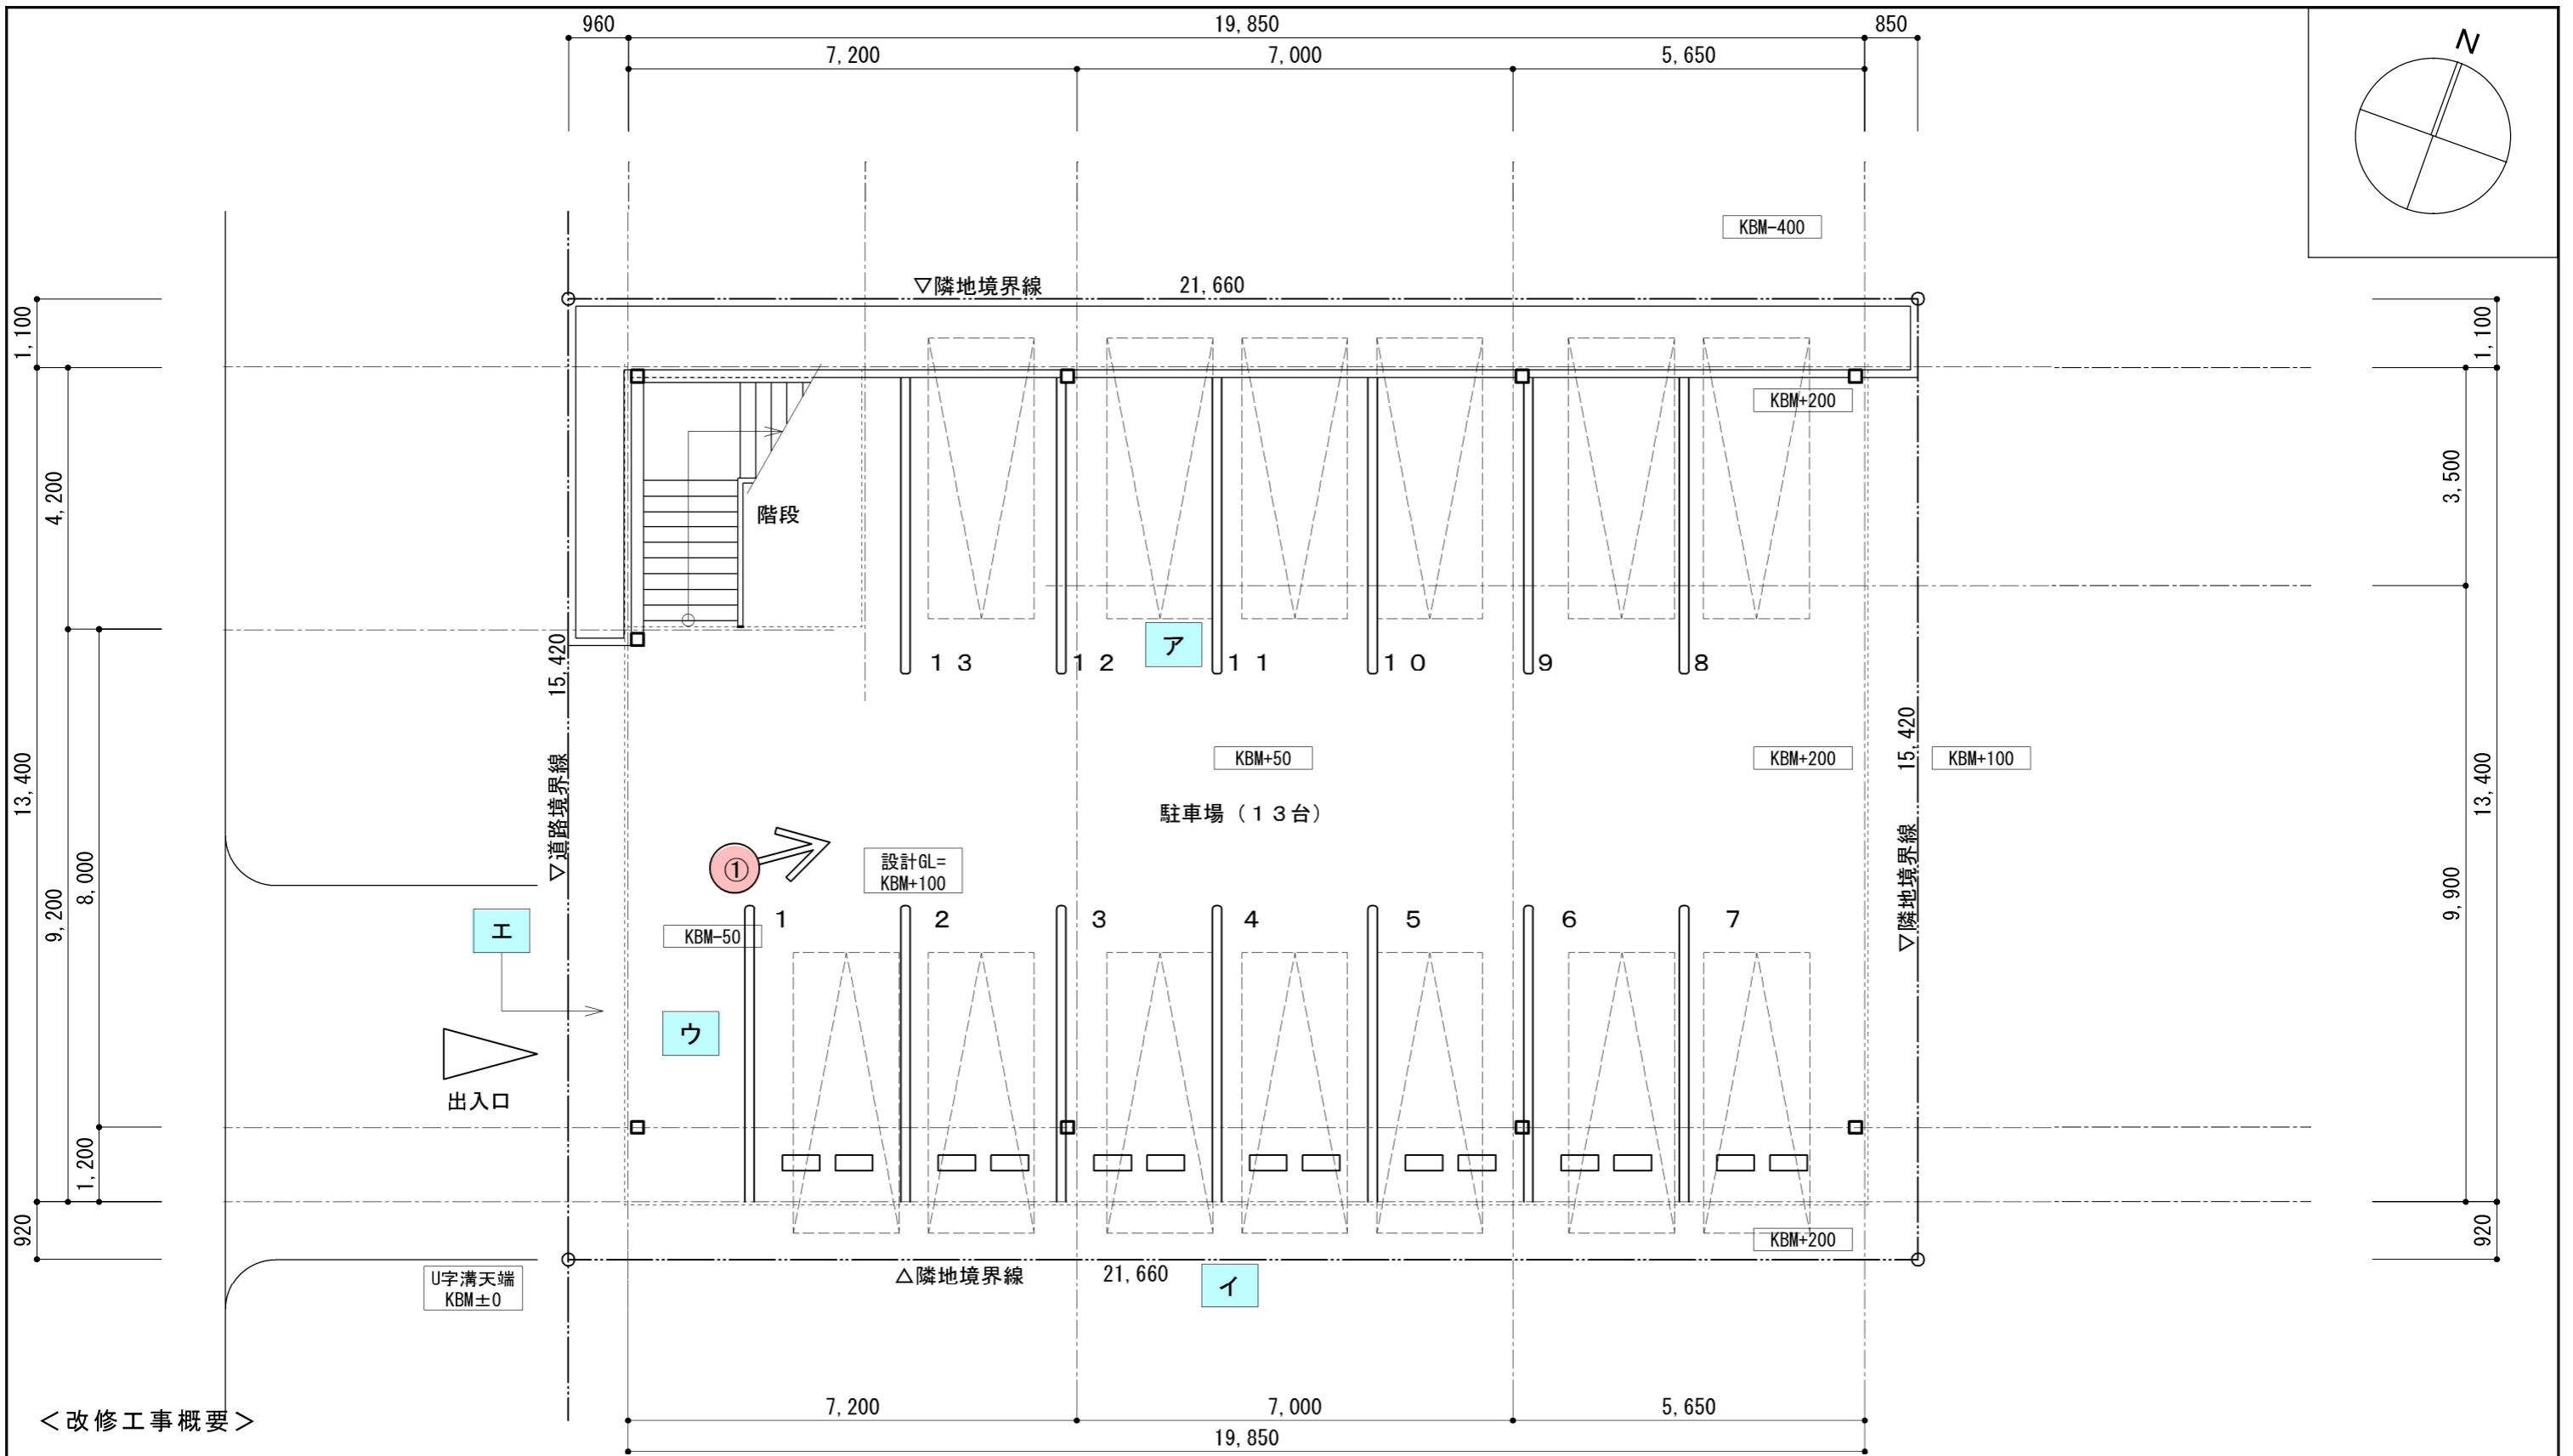 960
19,850
850
7,200
7,000
5,650
N
KBM-400
▽隣地境界線
21,660
1,100
1,100
KBM+200
4,200
3,500
階段
15,420
ア
13
12
11
10
9
8
15,420
13,400
▽道路境界線
KBM+50
KBM+200
KBM+100
13,400
駐車場(13台)
①
設計GL=
KBM+100
8,000
9,200
▽隣地境界線
9,900
エ
KBM-50
1
2
3
4
5
6
7
ウ
出入口
1,200
920
KBM+200
920
U字溝天端
KBM±0
△隣地境界線
21,660
イ
<改修工事概要>
7,200
7,000
5,650
19,850